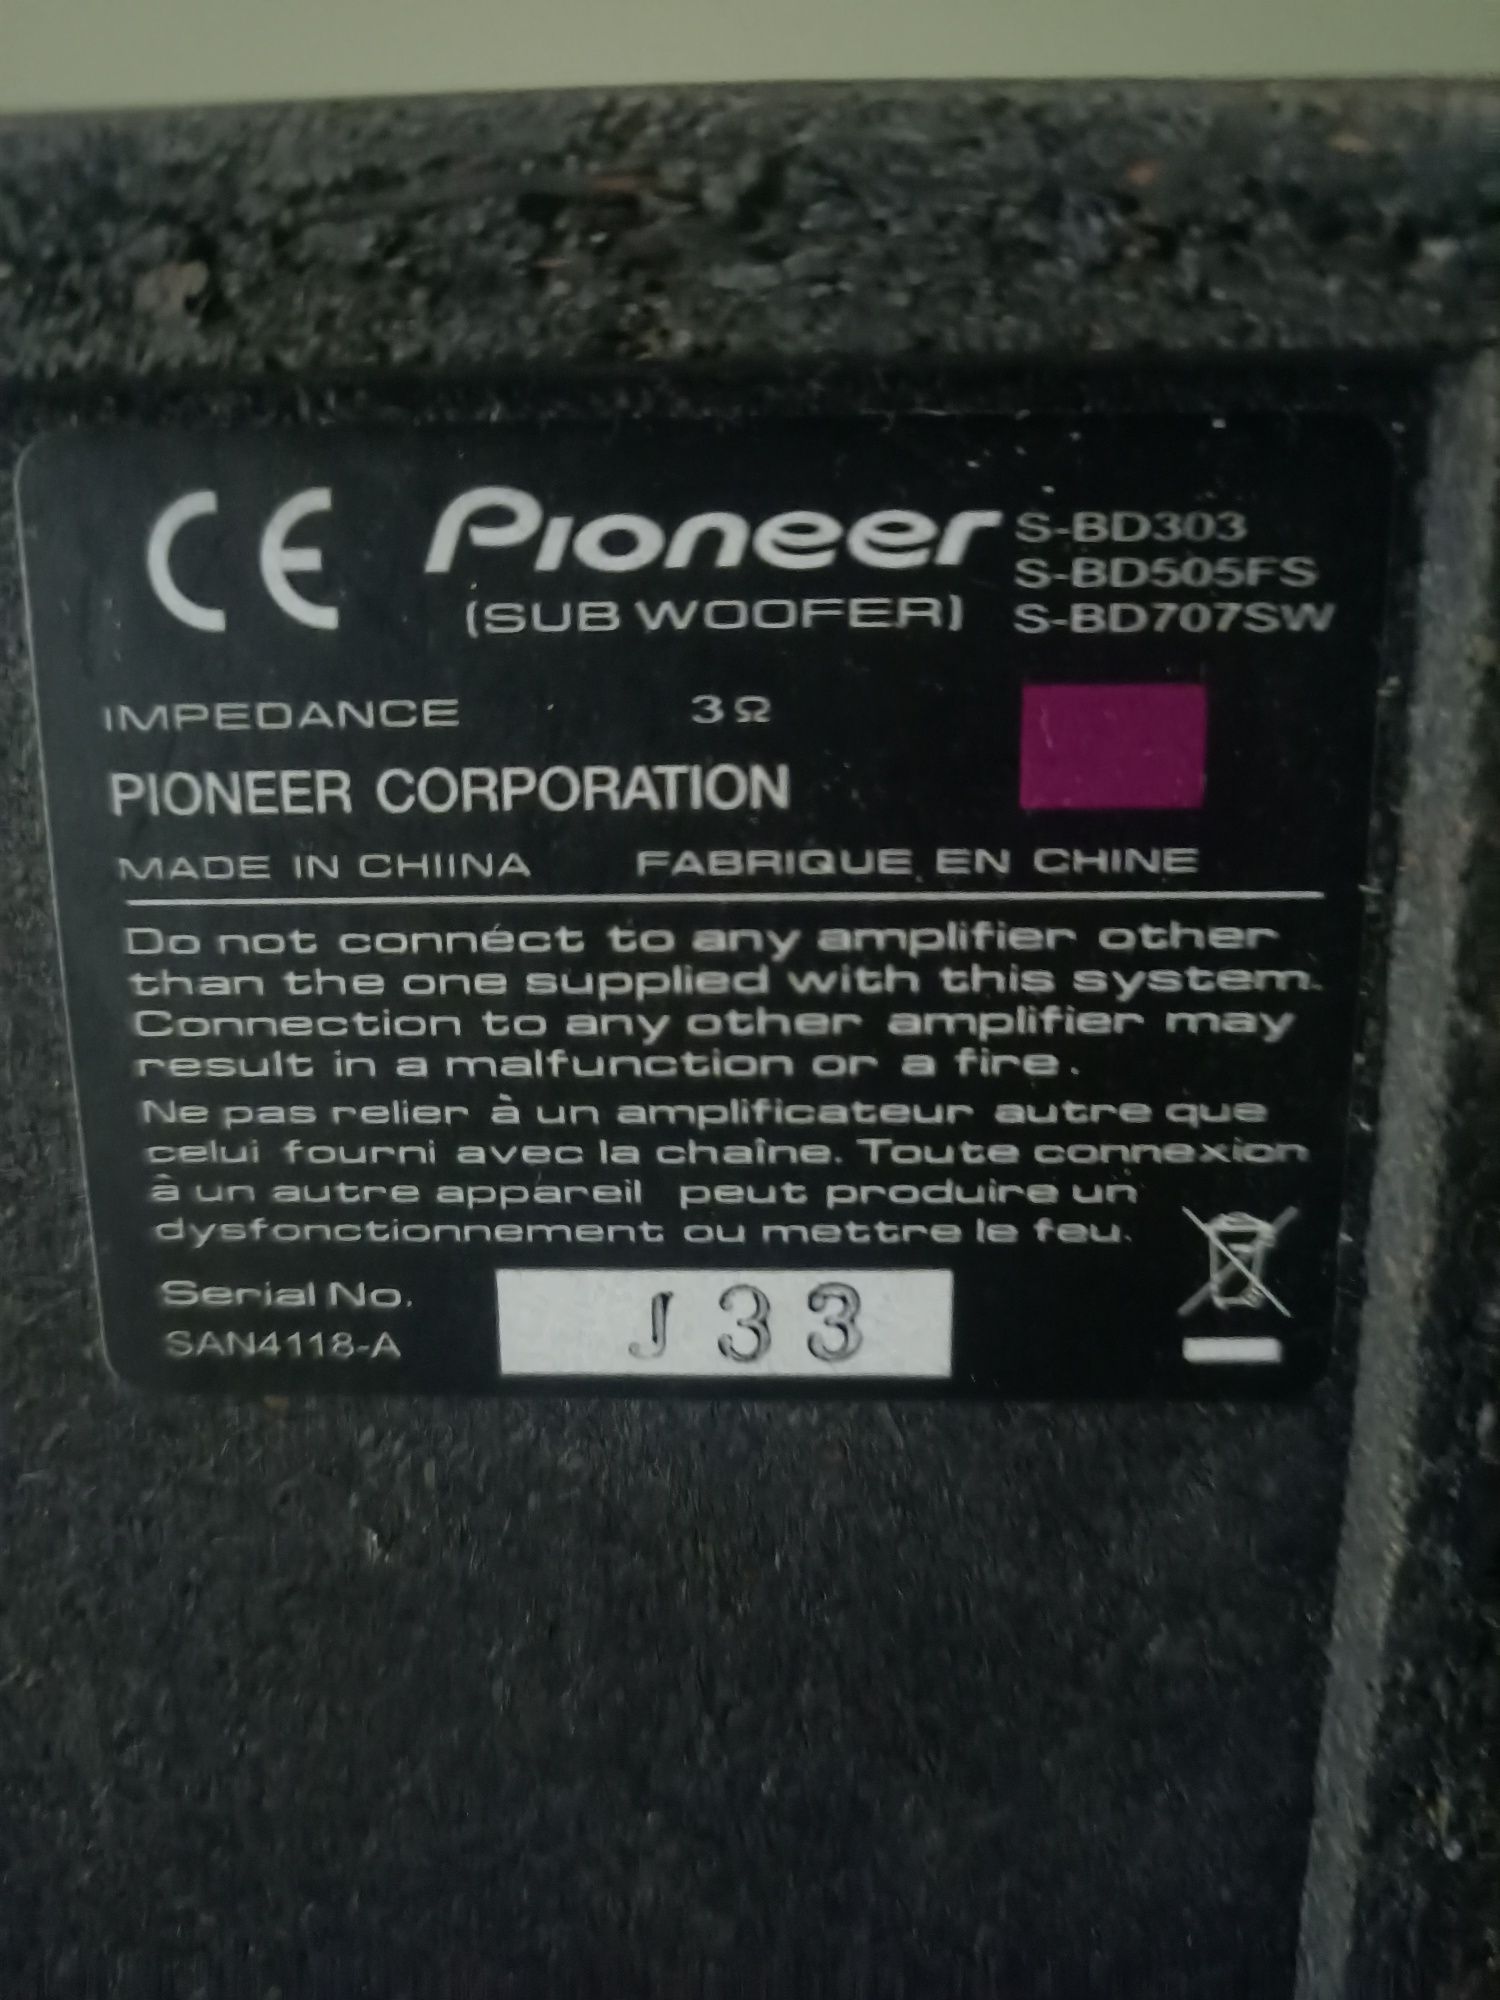 CE Pioneer S-BD303
S-BD505FS
(SUB WOOFER) S-BD707SW
IMPEDANCE 3Ω
PIONEER CORPORATION
MADE IN CHIINA FABRIQUE EN CHINE
Do not connect to any amplifier other
than the one supplied with this system.
Connection to any other amplifier may
result in a malfunction or a fire.
Ne pas relier à un amplificateur autre que
celui fourni avec la chaîne. Toute connexion
à un autre appareil peut produire un
dysfonctionnement ou mettre le feu.
Serial No. J33
SAN4118-A